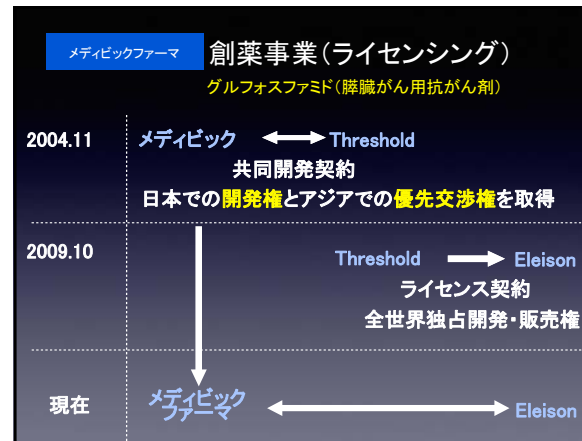 メディビックファーマ 創薬事業(ライセンシング)
グルフォスファミド(膵臓がん用抗がん剤)
2004.11 メディビック Threshold
共同開発契約
日本での開発権とアジアでの優先交渉権を取得
2009.10 Threshold Eleison
ライセンス契約
全世界独占開発・販売権
現在 メディビックファーマ Eleison